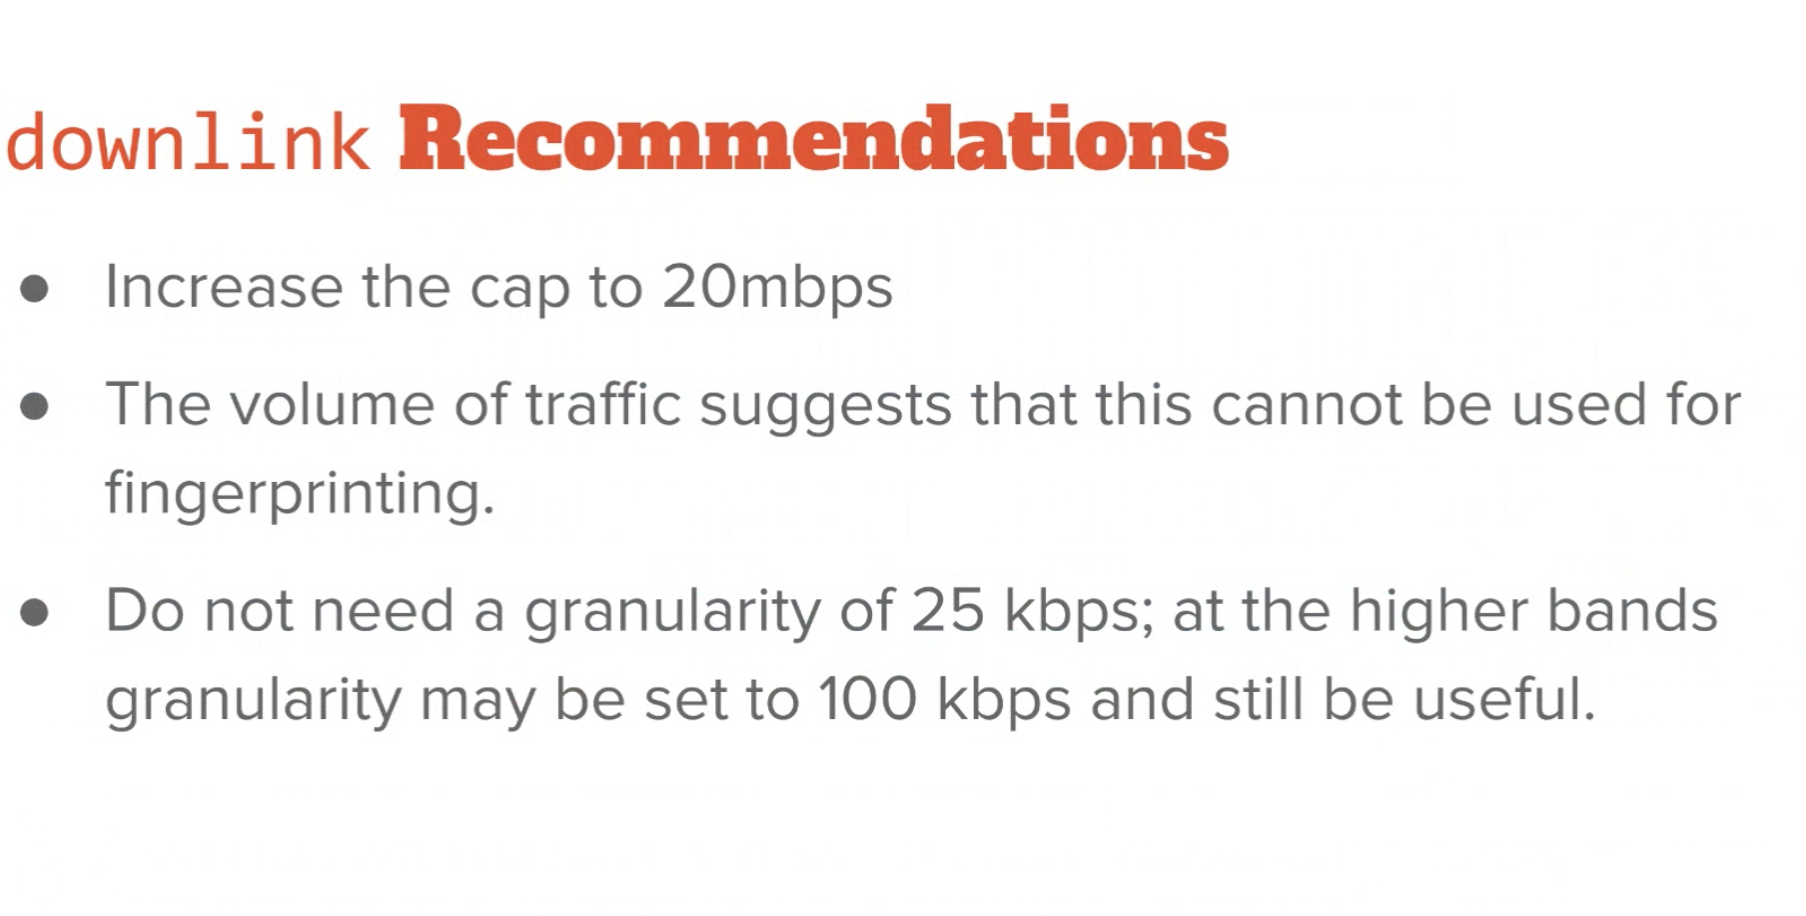 downlink Recommendations
● Increase the cap to 20mbps
● The volume of traffic suggests that this cannot be used for
fingerprinting.
● Do not need a granularity of 25 kbps; at the higher bands
granularity may be set to 100 kbps and still be useful.